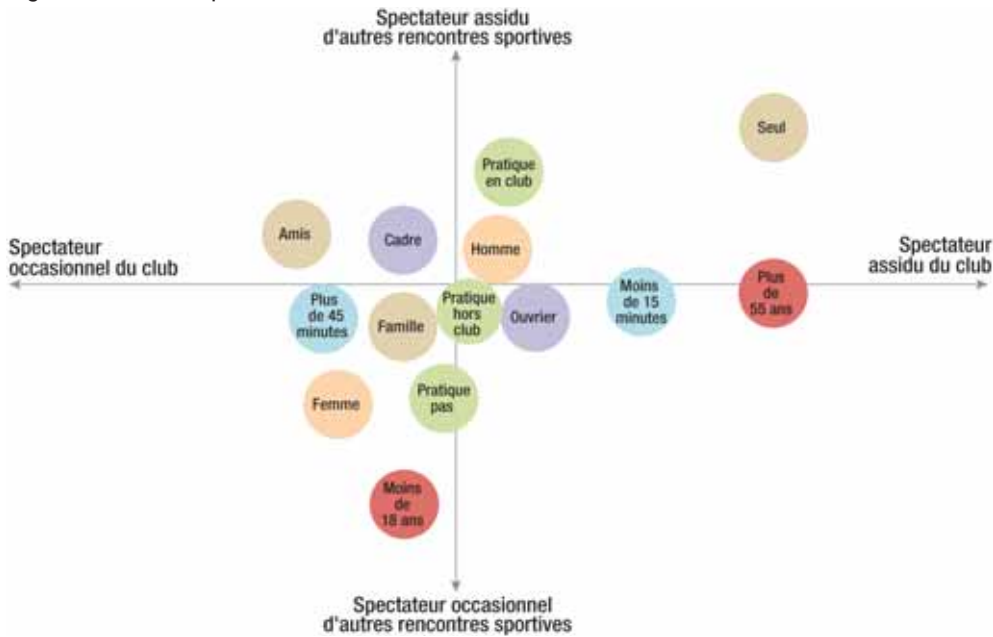 Spectateur assidu
d'autres rencontres sportives
Seul
Pratique
en club
Amis
Cadre
Homme
Spectateur
occasionnel du club
Spectateur
assidu du club
Plus
de 45
minutes
Famille
Pratique
hors
club
Ouvrier
Moins
de 15
minutes
Plus
de
55 ans
Femme
Pratique
pas
Moins
de
18 ans
Spectateur occasionnel
d'autres rencontres sportives